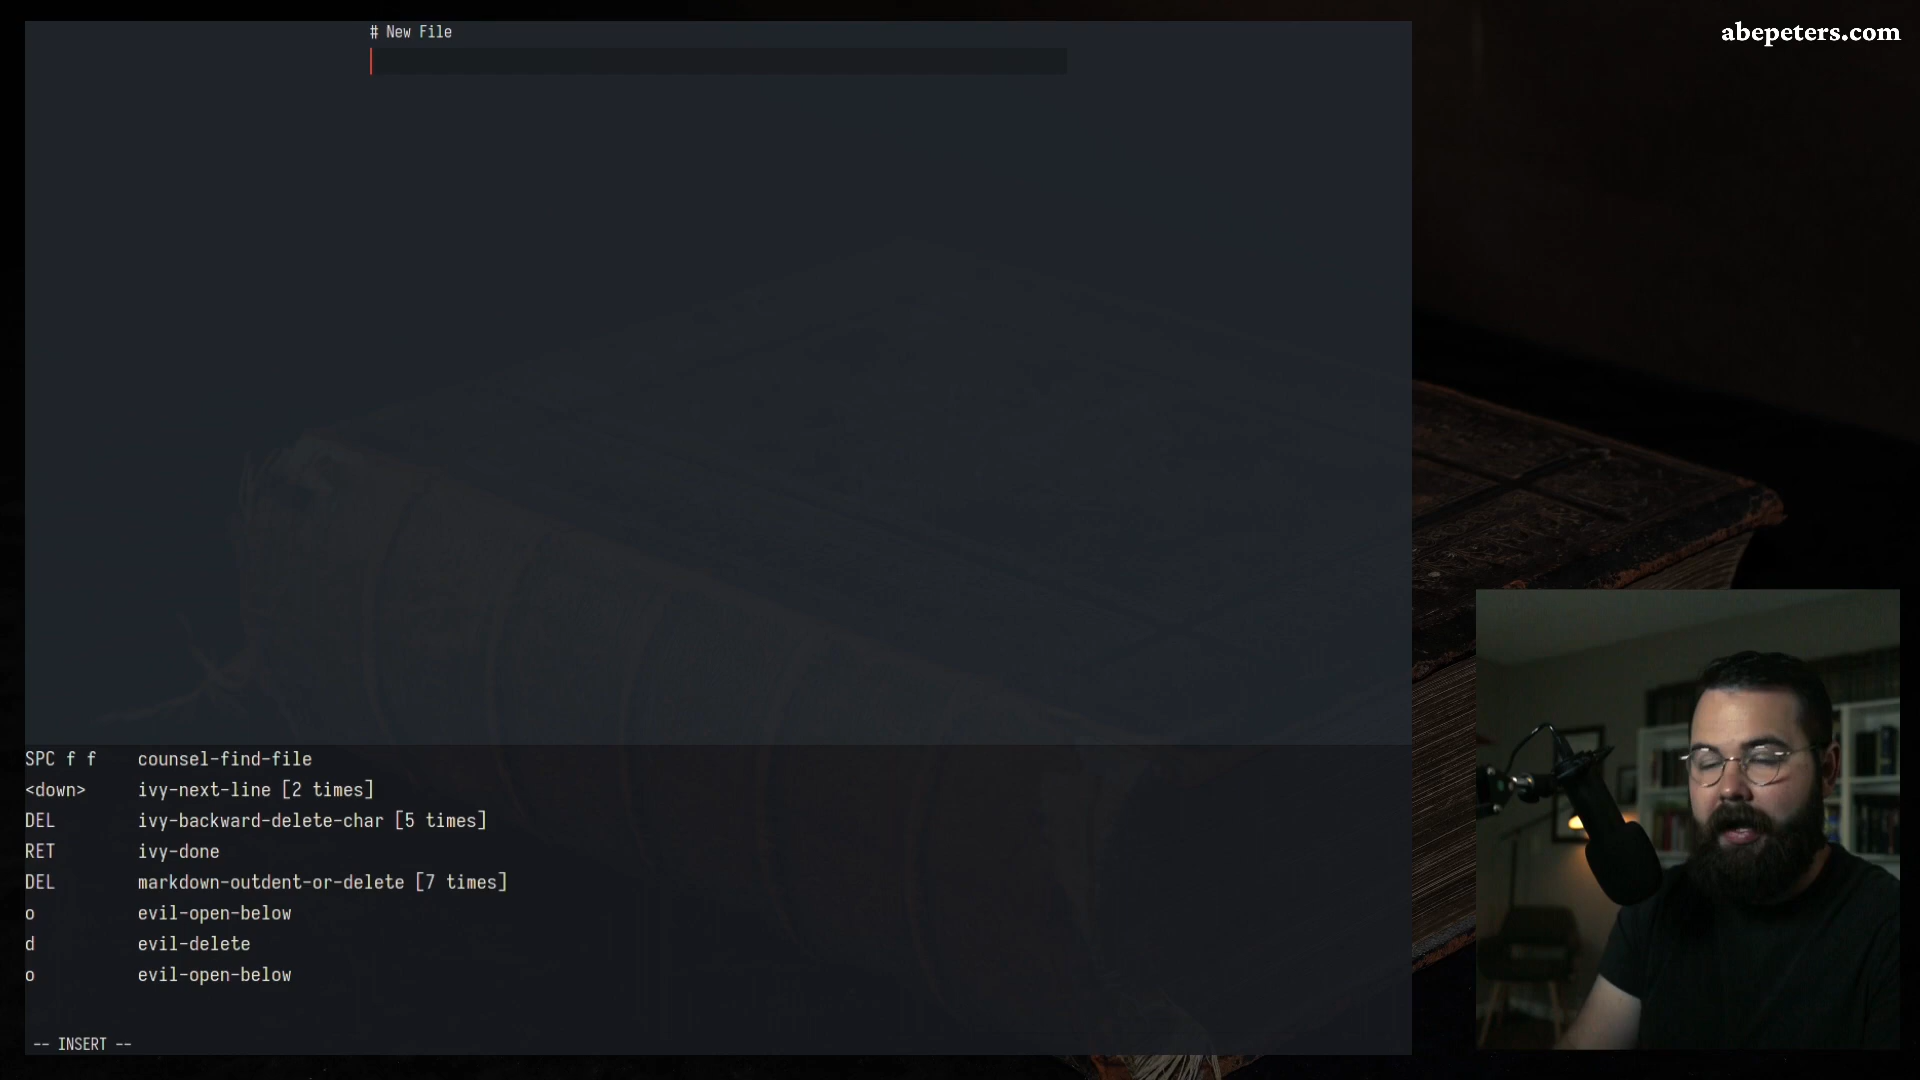 # New File
abepeters.com
SPC f f counsel-find-file
<down> ivy-next-line [2 times]
DEL ivy-backward-delete-char [5 times]
RET ivy-done
DEL markdown-outdent-or-delete [7 times]
o evil-open-below
d evil-delete
o evil-open-below
-- INSERT --